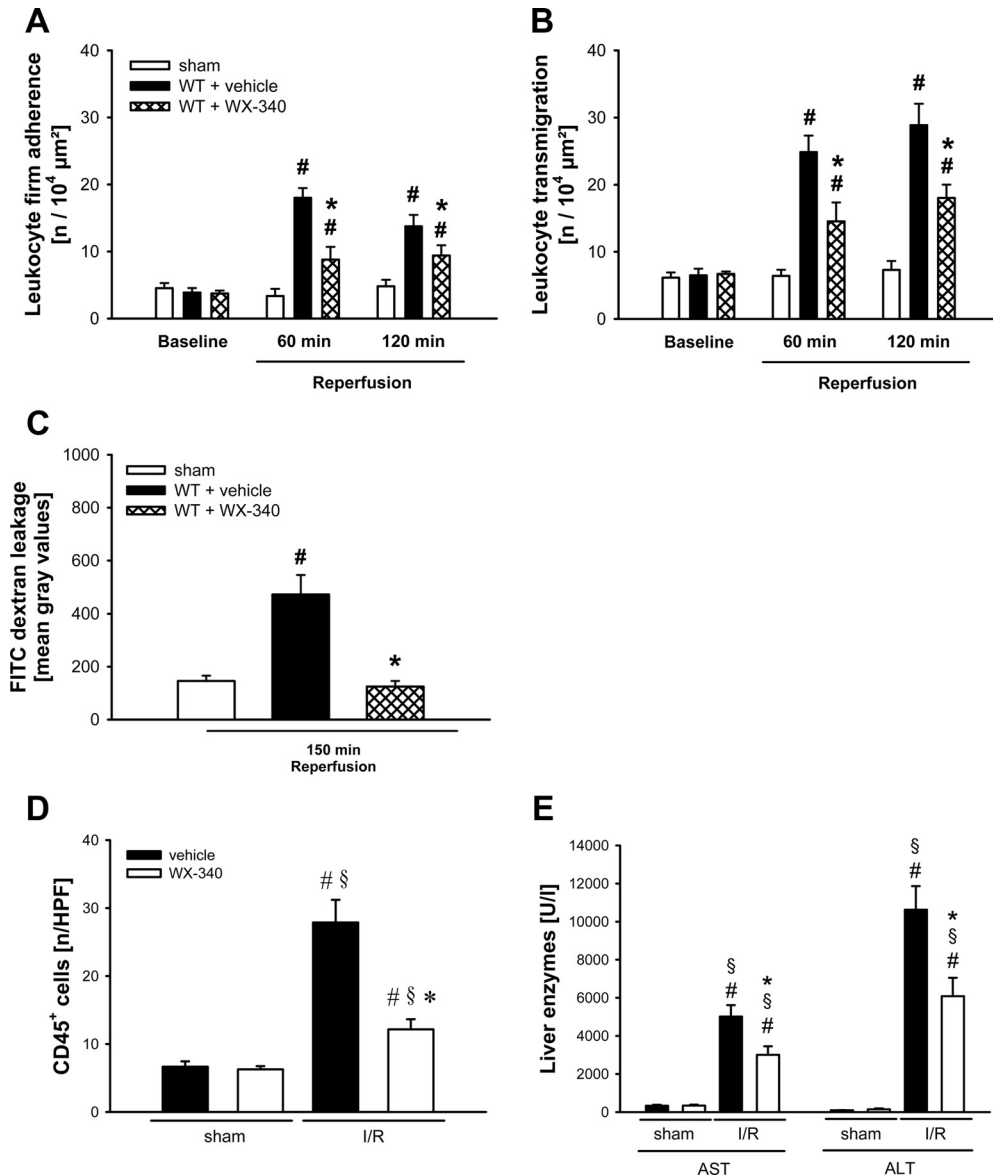 A
Leukocyte firm adherence
[n / 10⁴ µm²]
40
30
20
10
0
sham
WT + vehicle
WT + WX-340
#
*
#
#
*
#
Baseline
60 min
120 min
Reperfusion
B
Leukocyte transmigration
[n / 10⁴ µm²]
40
30
20
10
0
#
*
#
#
*
#
Baseline
60 min
120 min
Reperfusion
C
FITC dextran leakage
[mean gray values]
1000
800
600
400
200
0
sham
WT + vehicle
WT + WX-340
#
*
150 min
Reperfusion
D
CD45⁺ cells [n/HPF]
40
30
20
10
0
vehicle
WX-340
# §
# § *
sham
I/R
E
Liver enzymes [U/l]
14000
12000
10000
8000
6000
4000
2000
0
§
#
*
§
#
§
#
*
§
#
sham
I/R
sham
I/R
AST
ALT